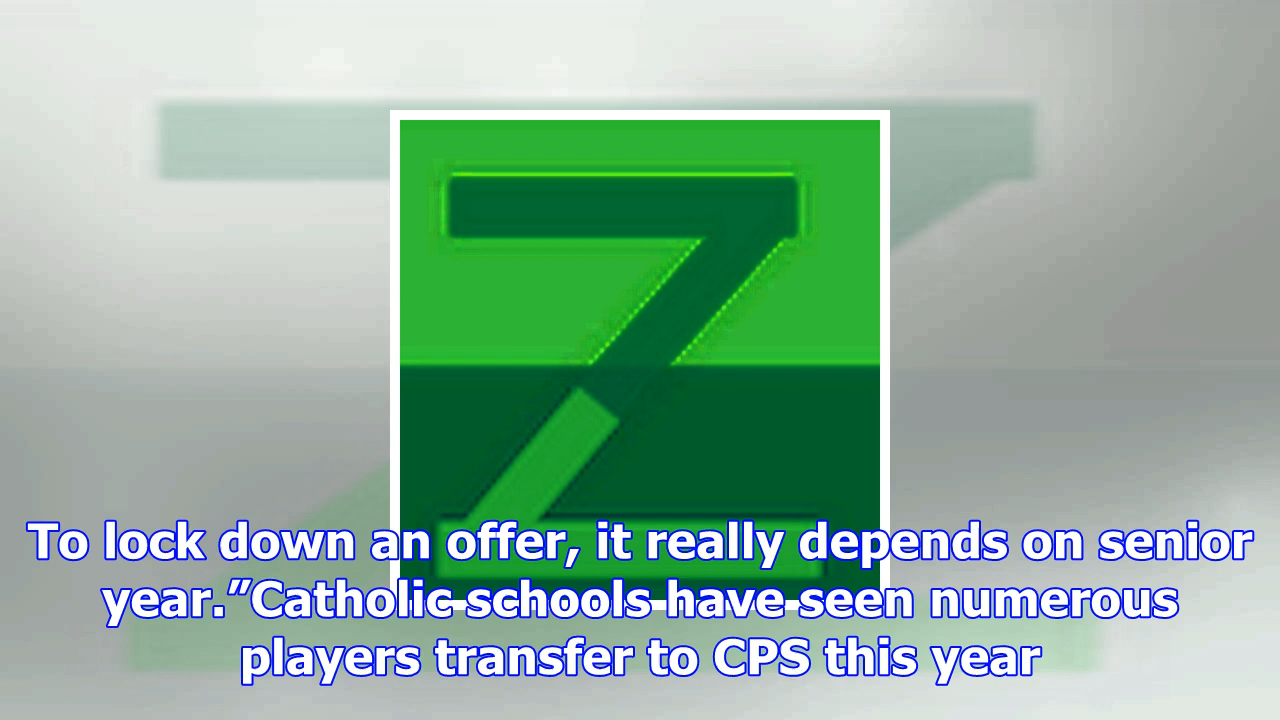 Z
To lock down an offer, it really depends on senior
year.”Catholic schools have seen numerous
players transfer to CPS this year